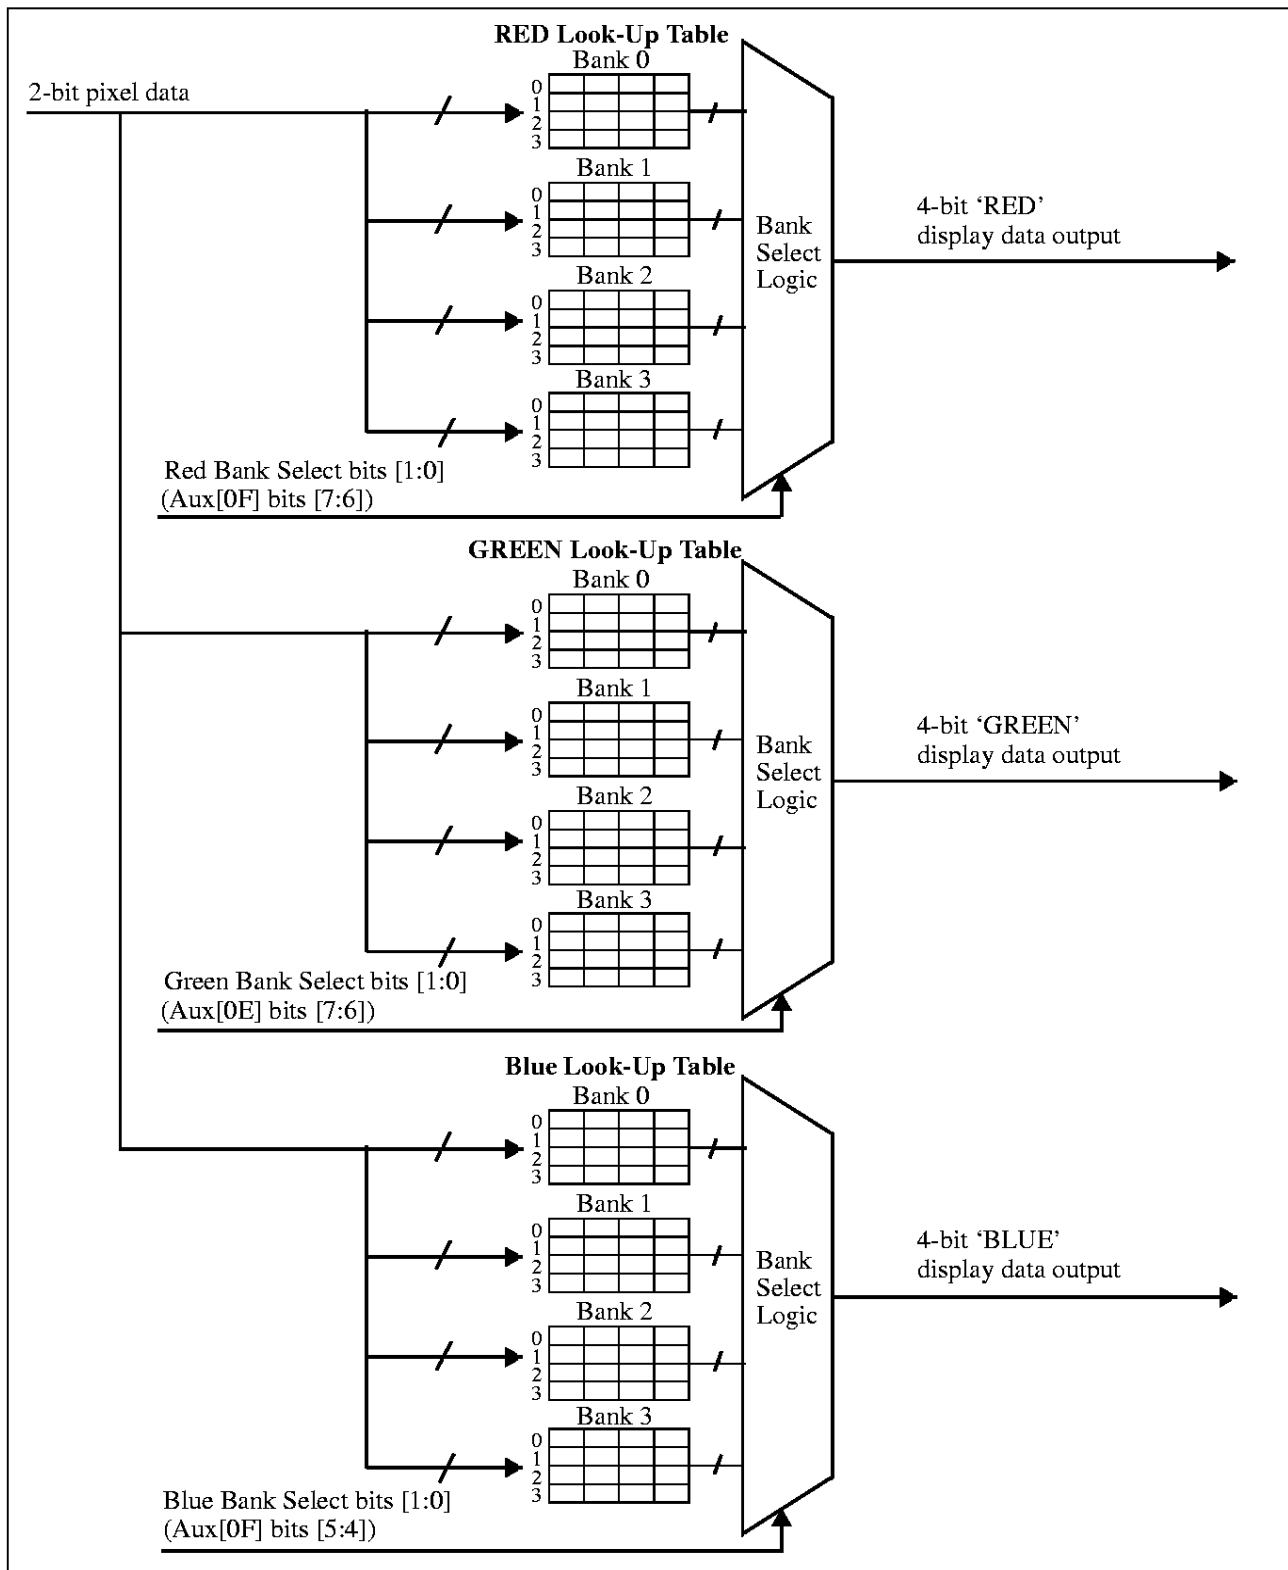 RED Look-Up Table
Bank 0
2-bit pixel data
0
1
2
3
Bank 1
0
1
2
3
Bank 2
0
1
2
3
Bank 3
0
1
2
3
Bank
Select
Logic
4-bit ‘RED’
display data output
Red Bank Select bits [1:0]
(Aux[0F] bits [7:6])
GREEN Look-Up Table
Bank 0
0
1
2
3
Bank 1
0
1
2
3
Bank 2
0
1
2
3
Bank 3
0
1
2
3
Bank
Select
Logic
4-bit ‘GREEN’
display data output
Green Bank Select bits [1:0]
(Aux[0E] bits [7:6])
Blue Look-Up Table
Bank 0
0
1
2
3
Bank 1
0
1
2
3
Bank 2
0
1
2
3
Bank 3
0
1
2
3
Bank
Select
Logic
4-bit ‘BLUE’
display data output
Blue Bank Select bits [1:0]
(Aux[0F] bits [5:4])